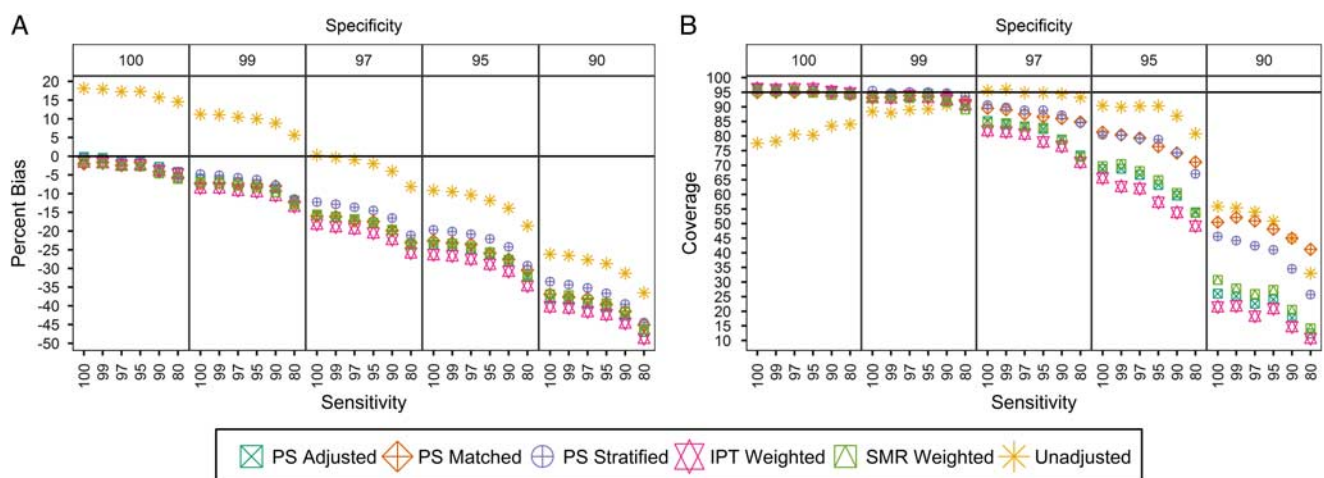 A
Specificity
100 99 97 95 90
Percent Bias
20
15
10
5
0
-5
-10
-15
-20
-25
-30
-35
-40
-45
-50
100 99 97 95 90 80 100 99 97 95 90 80 100 99 97 95 90 80 100 99 97 95 90 80 100 99 97 95 90 80
Sensitivity
B
Specificity
100 99 97 95 90
Coverage
100
95
90
85
80
75
70
65
60
55
50
45
40
35
30
25
20
15
10
100 99 97 95 90 80 100 99 97 95 90 80 100 99 97 95 90 80 100 99 97 95 90 80 100 99 97 95 90 80
Sensitivity
PS Adjusted PS Matched PS Stratified IPT Weighted SMR Weighted Unadjusted